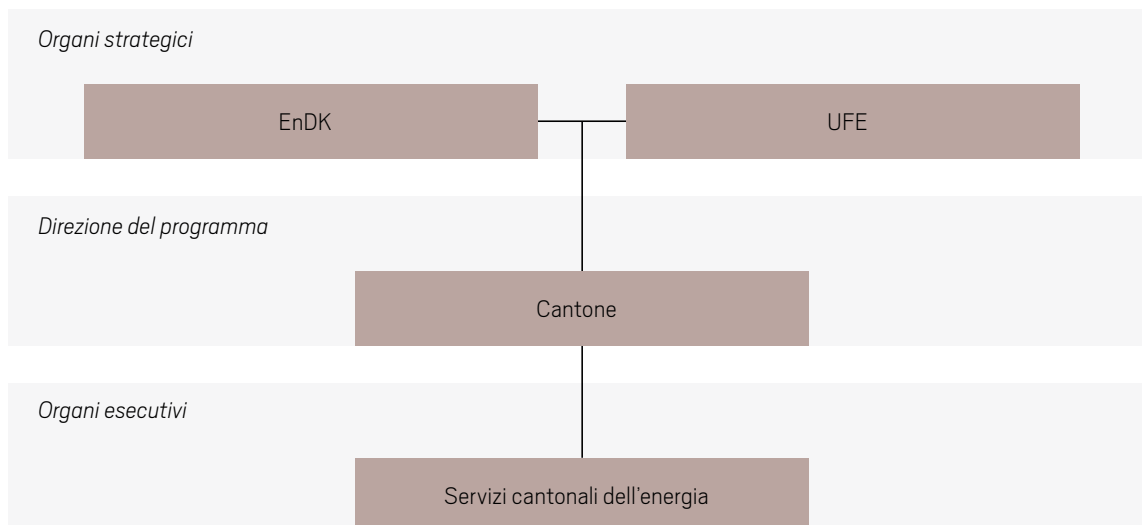 Organi strategici
EnDK
UFE
Direzione del programma
Cantone
Organi esecutivi
Servizi cantonali dell'energia